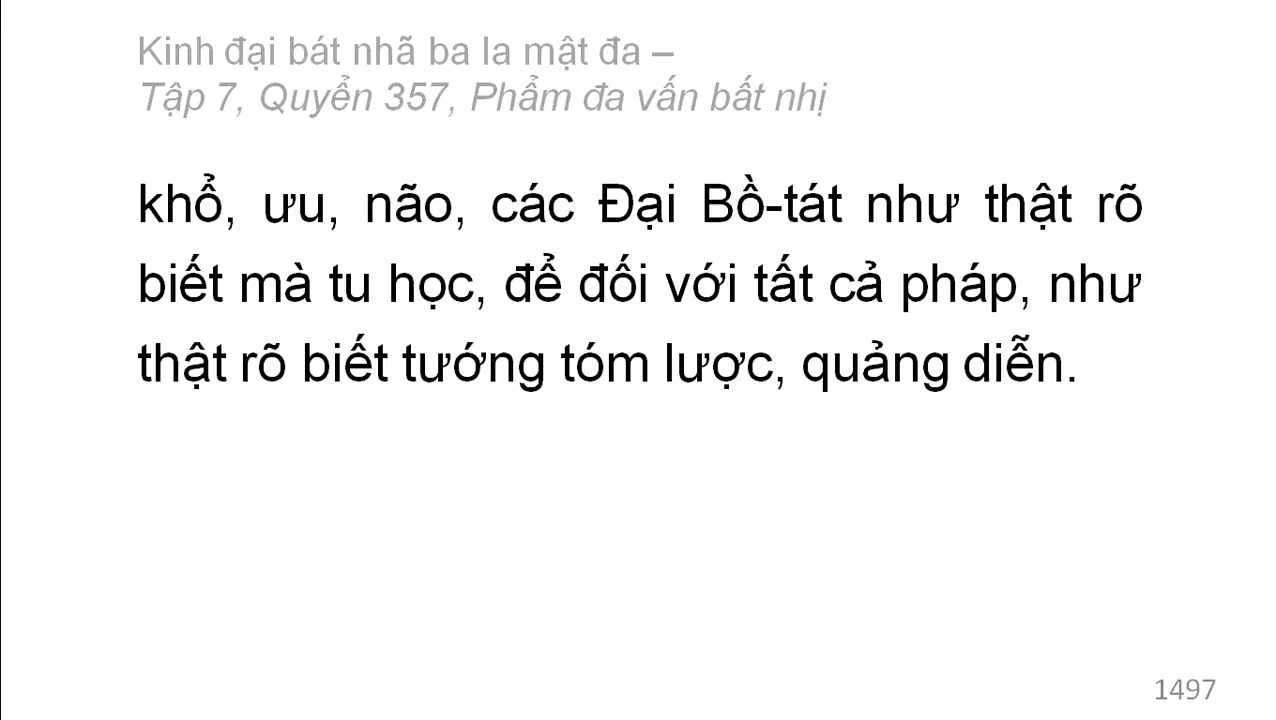 Kinh đại bát nhã ba la mật đa –
Tập 7, Quyển 357, Phẩm đa vấn bất nhị
khổ, ưu, não, các Đại Bồ-tát như thật rõ
biết mà tu học, để đối với tất cả pháp, như
thật rõ biết tướng tóm lược, quảng diễn.
1497